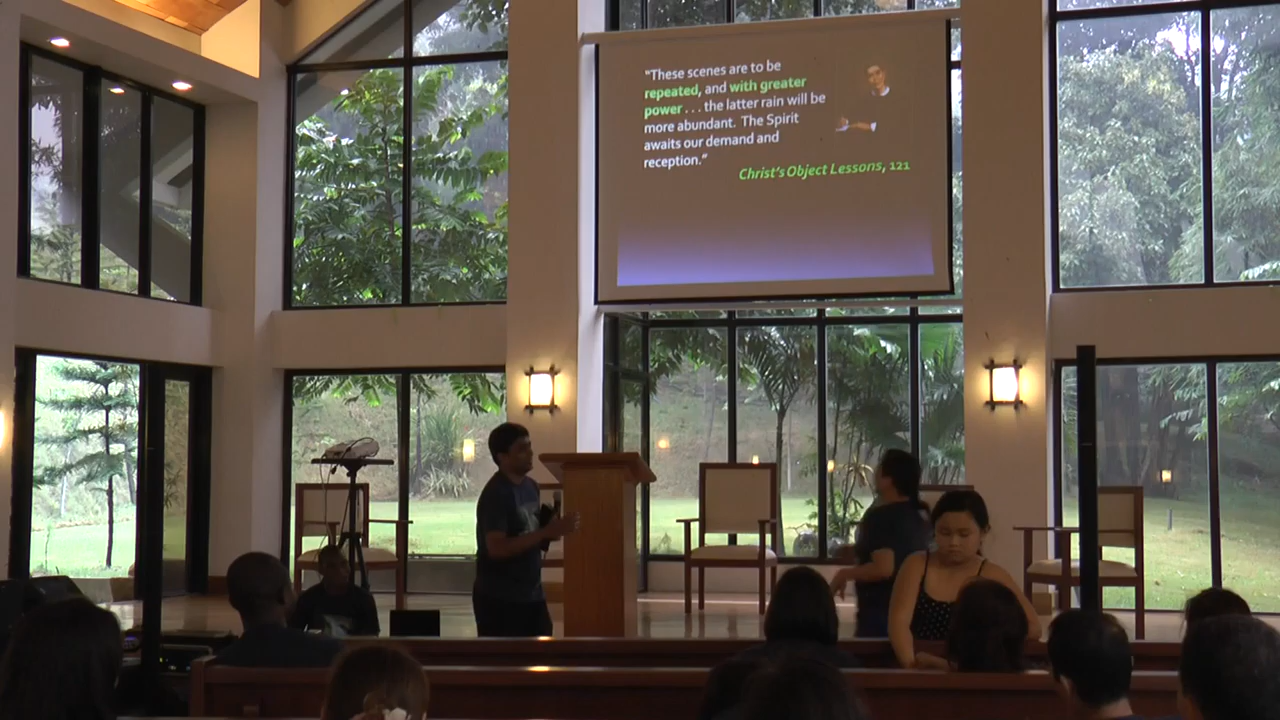 “These scenes are to be
repeated, and with greater
power . . . the latter rain will be
more abundant. The Spirit
awaits our demand and
reception.“
Christ’s Object Lessons, 121